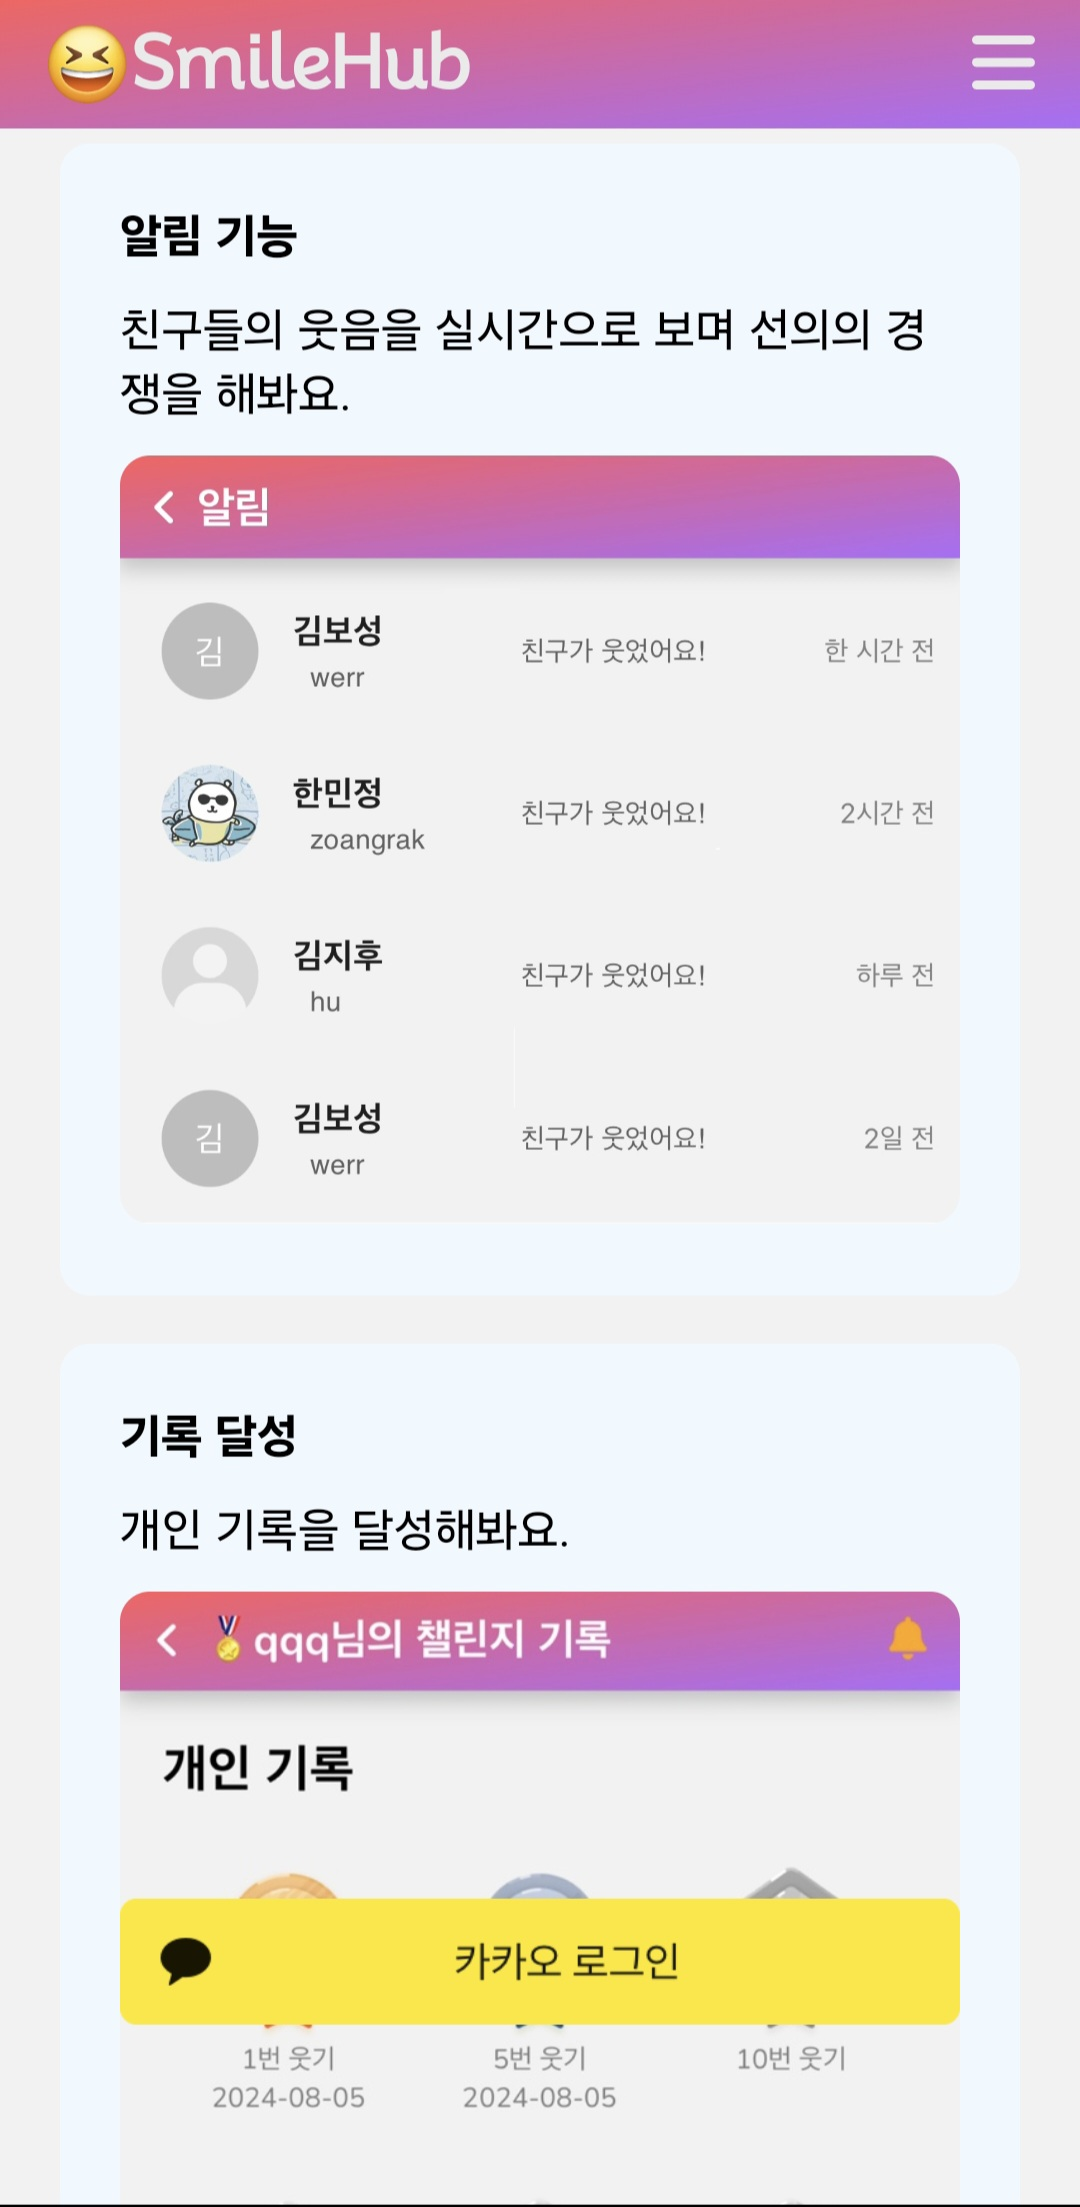 SmileHub
알림 기능
친구들의 웃음을 실시간으로 보며 선의의 경
쟁을 해봐요.
알림
김
김보성
werr
친구가 웃었어요!
한 시간 전
한민정
zoangrak
친구가 웃었어요!
2시간 전
김지후
hu
친구가 웃었어요!
하루 전
김
김보성
werr
친구가 웃었어요!
2일 전
기록 달성
개인 기록을 달성해봐요.
qqq님의 챌린지 기록
개인 기록
카카오 로그인
1번 웃기 5번 웃기 10번 웃기
2024-08-05 2024-08-05